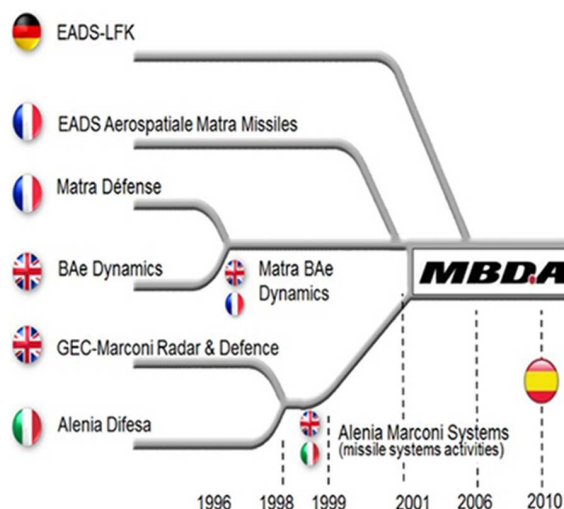 EADS-LFK
EADS Aerospatiale Matra Missiles
Matra Défense
BAe Dynamics
Matra BAe
Dynamics
MBDA
GEC-Marconi Radar & Defence
Alenia Difesa
Alenia Marconi Systems
(missile systems activities)
1996 1998 1999 2001 2006 2010